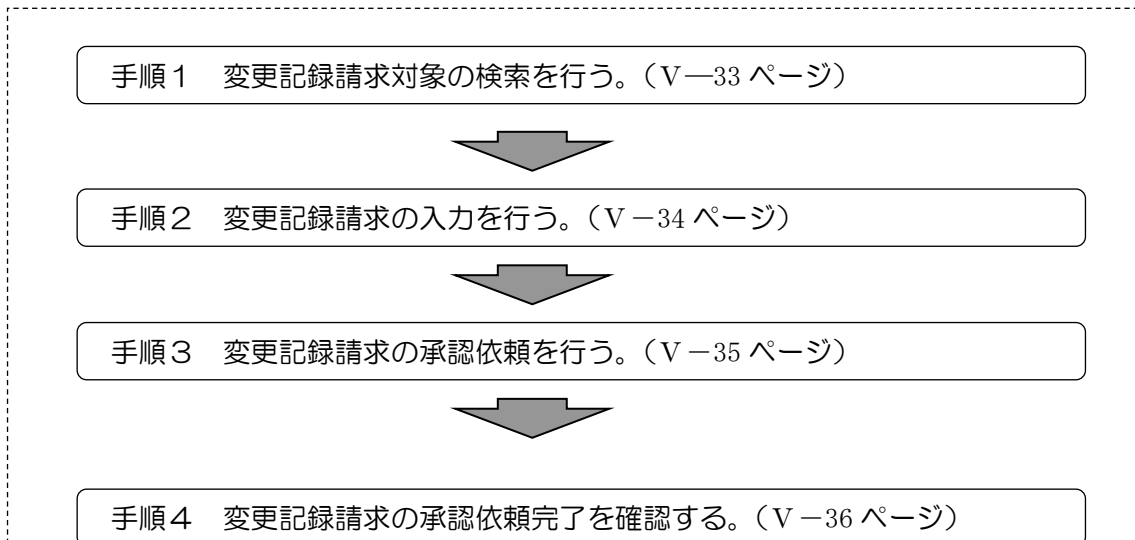 手順１　変更記録請求対象の検索を行う。（Ⅴ―33 ページ）
手順２　変更記録請求の入力を行う。（Ⅴ－34 ページ）
手順３　変更記録請求の承認依頼を行う。（Ⅴ－35 ページ）
手順４　変更記録請求の承認依頼完了を確認する。（Ⅴ－36 ページ）